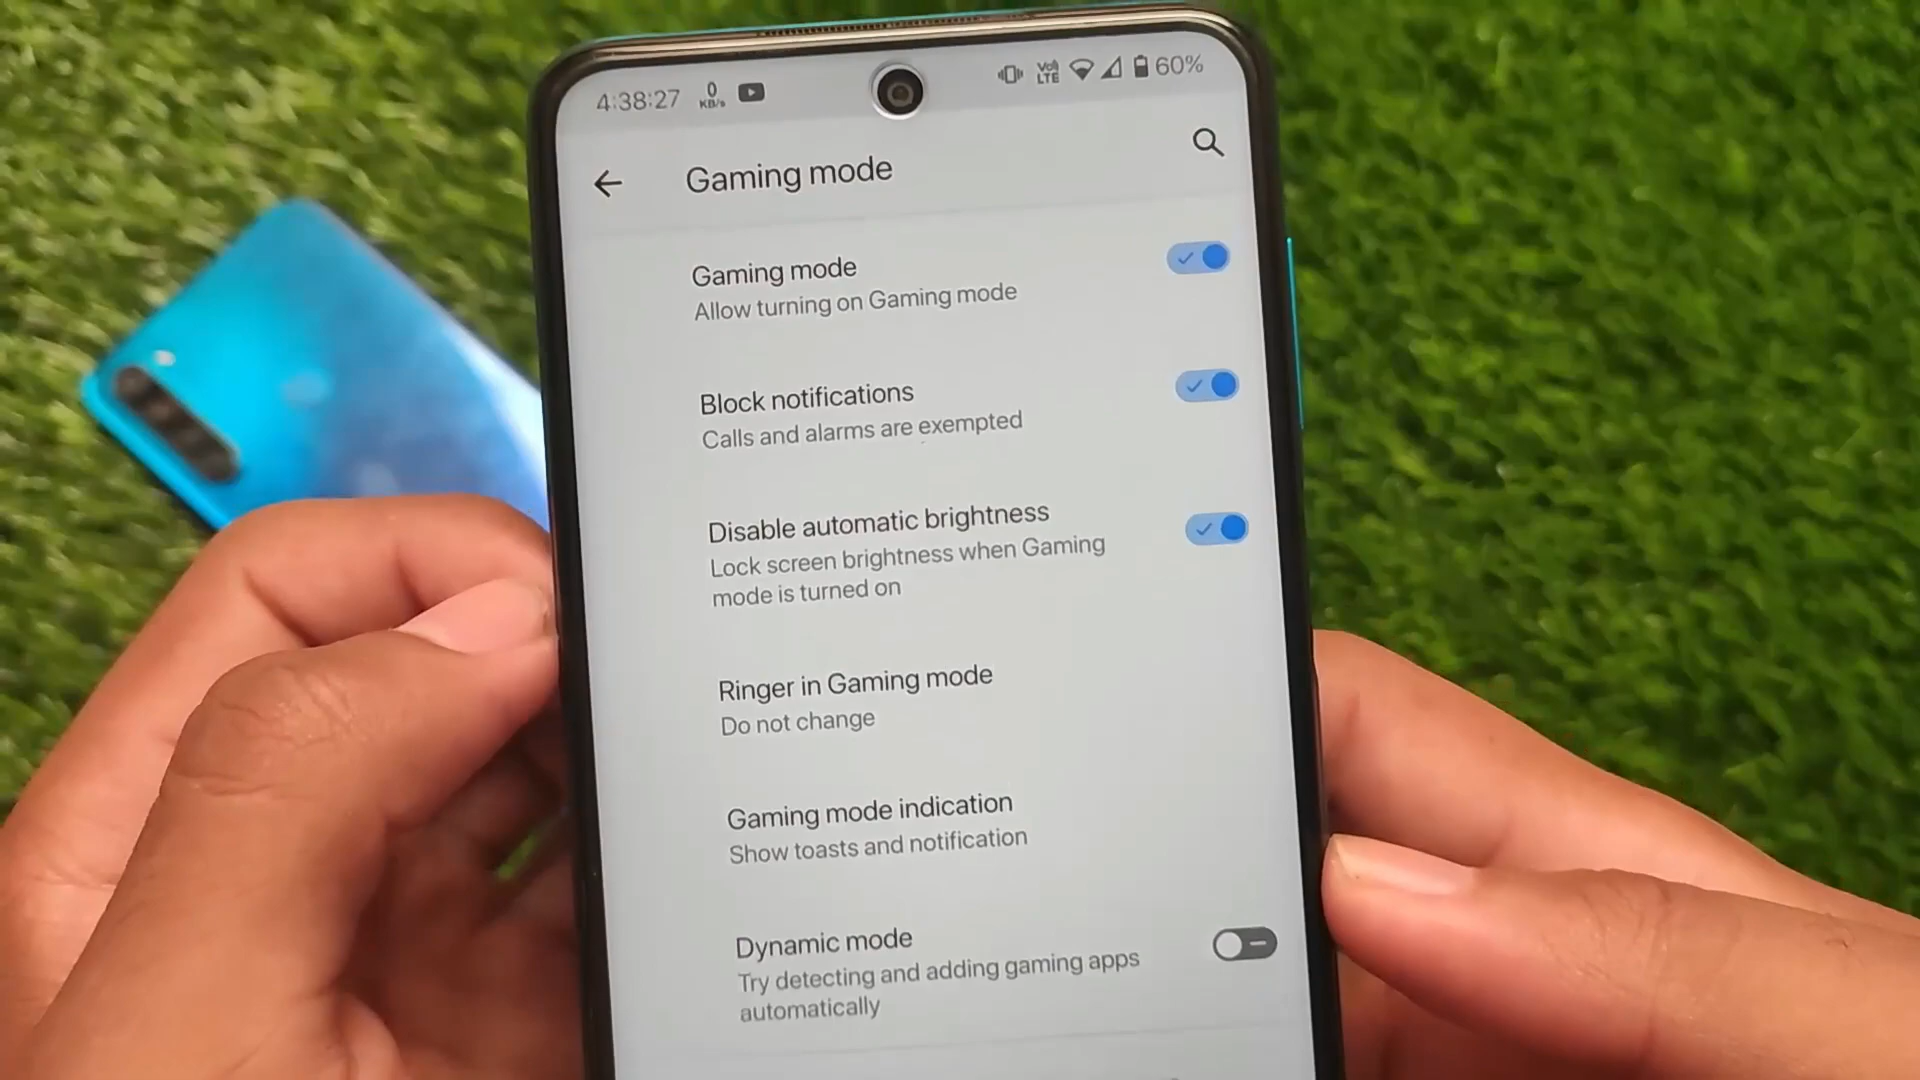 4:38:27 0 KB/s Vo) LTE 60%
Gaming mode
Gaming mode
Allow turning on Gaming mode
Block notifications
Calls and alarms are exempted
Disable automatic brightness
Lock screen brightness when Gaming
mode is turned on
Ringer in Gaming mode
Do not change
Gaming mode indication
Show toasts and notification
Dynamic mode
Try detecting and adding gaming apps
automatically